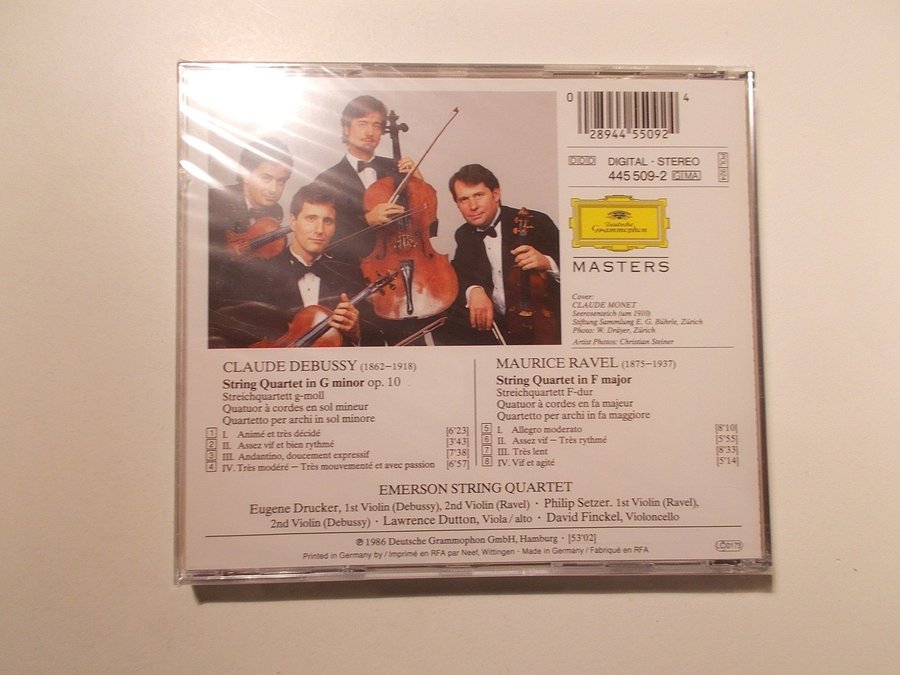 0 4
28944 55092
DDD DIGITAL · STEREO
445 509-2 GEMA
Deutsche
Grammophon
MASTERS
Cover:
CLAUDE MONET
Seerosenteich (um 1910)
Stiftung Sammlung E. G. Bührle, Zürich
Photo: W. Dräyer, Zürich
Artist Photos: Christian Steiner
CLAUDE DEBUSSY (1862–1918)
String Quartet in G minor op. 10
Streichquartett g-moll
Quatuor à cordes en sol mineur
Quartetto per archi in sol minore
1 I. Animé et très décidé [6'23]
2 II. Assez vif et bien rythmé [3'43]
3 III. Andantino, doucement expressif [7'38]
4 IV. Très modéré – Très mouvementé et avec passion [6'57]
MAURICE RAVEL (1875–1937)
String Quartet in F major
Streichquartett F-dur
Quatuor à cordes en fa majeur
Quartetto per archi in fa maggiore
5 I. Allegro moderato [8'10]
6 II. Assez vif – Très rythmé [5'55]
7 III. Très lent [8'33]
8 IV. Vif et agité [5'14]
EMERSON STRING QUARTET
Eugene Drucker, 1st Violin (Debussy), 2nd Violin (Ravel) · Philip Setzer. 1st Violin (Ravel),
2nd Violin (Debussy) · Lawrence Dutton, Viola/alto · David Finckel, Violoncello
℗ 1986 Deutsche Grammophon GmbH, Hamburg · [53'02]
Printed in Germany by / Imprimé en RFA par Neef, Wittingen · Made in Germany / Fabriqué en RFA
LC 0173